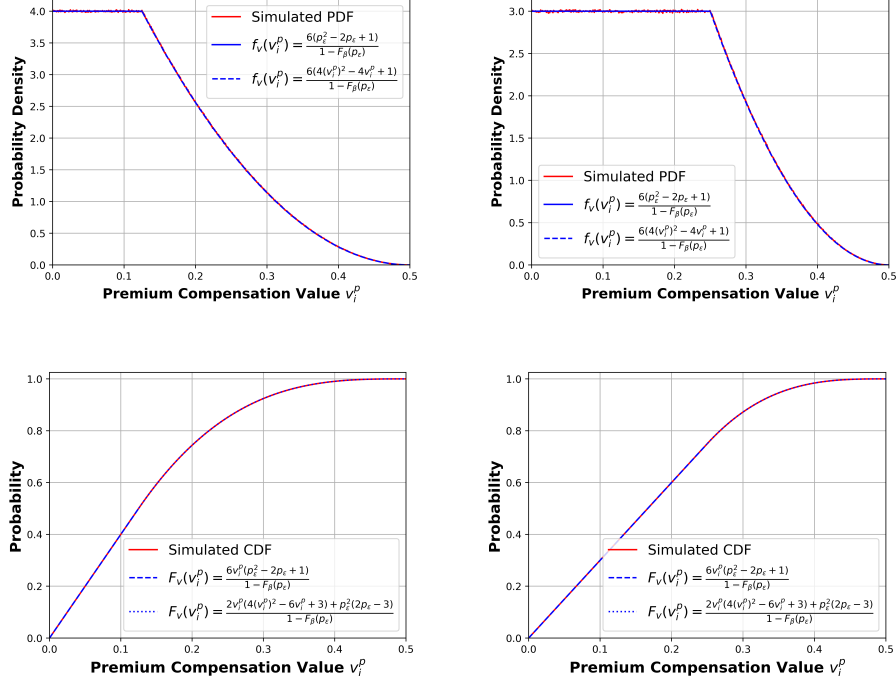 4.0
3.5
3.0
2.5
2.0
1.5
1.0
0.5
0.0
Probability Density
Simulated PDF
f_v(v_i^p) = \frac{6(p_ε^2 − 2p_ε + 1)}{1 − F_β(p_ε)}
f_v(v_i^p) = \frac{6(4(v_i^p)^2 − 4v_i^p + 1)}{1 − F_β(p_ε)}
0.0 0.1 0.2 0.3 0.4 0.5
Premium Compensation Value v_i^p
3.0
2.5
2.0
1.5
1.0
0.5
0.0
Probability Density
Simulated PDF
f_v(v_i^p) = \frac{6(p_ε^2 − 2p_ε + 1)}{1 − F_β(p_ε)}
f_v(v_i^p) = \frac{6(4(v_i^p)^2 − 4v_i^p + 1)}{1 − F_β(p_ε)}
0.0 0.1 0.2 0.3 0.4 0.5
Premium Compensation Value v_i^p
1.0
0.8
0.6
0.4
0.2
0.0
Probability
Simulated CDF
F_v(v_i^p) = \frac{6v_i^p(p_ε^2 − 2p_ε + 1)}{1 − F_β(p_ε)}
F_v(v_i^p) = \frac{2v_i^p(4(v_i^p)^2 − 6v_i^p + 3) + p_ε^2(2p_ε − 3)}{1 − F_β(p_ε)}
0.0 0.1 0.2 0.3 0.4 0.5
Premium Compensation Value v_i^p
1.0
0.8
0.6
0.4
0.2
0.0
Probability
Simulated CDF
F_v(v_i^p) = \frac{6v_i^p(p_ε^2 − 2p_ε + 1)}{1 − F_β(p_ε)}
F_v(v_i^p) = \frac{2v_i^p(4(v_i^p)^2 − 6v_i^p + 3) + p_ε^2(2p_ε − 3)}{1 − F_β(p_ε)}
0.0 0.1 0.2 0.3 0.4 0.5
Premium Compensation Value v_i^p